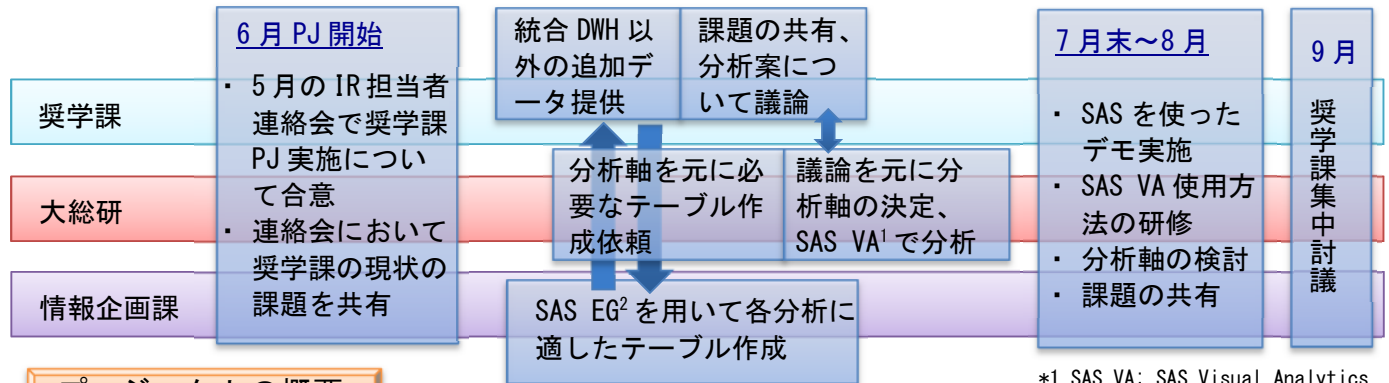 奨学課
大総研
情報企画課
6月PJ開始
・ 5月のIR担当者
連絡会で奨学課
PJ実施につい
て合意
・ 連絡会において
奨学課の現状の
課題を共有
統合DWH以
外の追加デ
ータ提供
課題の共有、
分析案につ
いて議論
分析軸を元に必
要なテーブル作
成依頼
議論を元に分
析軸の決定、
SAS VA¹で分析
SAS EG²を用いて各分析に
適したテーブル作成
7月末～8月
・ SASを使った
デモ実施
・ SAS VA使用方
法の研修
・ 分析軸の検討
・ 課題の共有
9月
奨学課集中討議
プロジェクトの概要
*1 SAS VA: SAS Visual Analytics